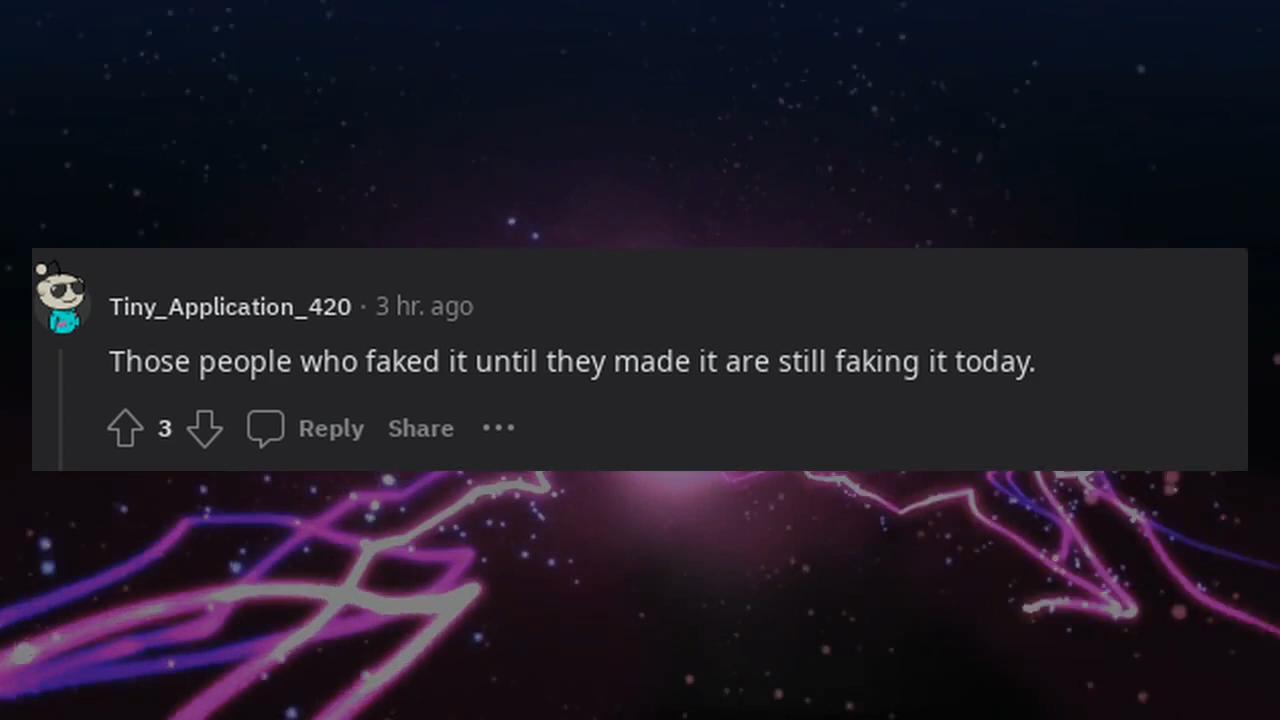 Tiny_Application_420 · 3 hr. ago
Those people who faked it until they made it are still faking it today.
3 Reply Share •••